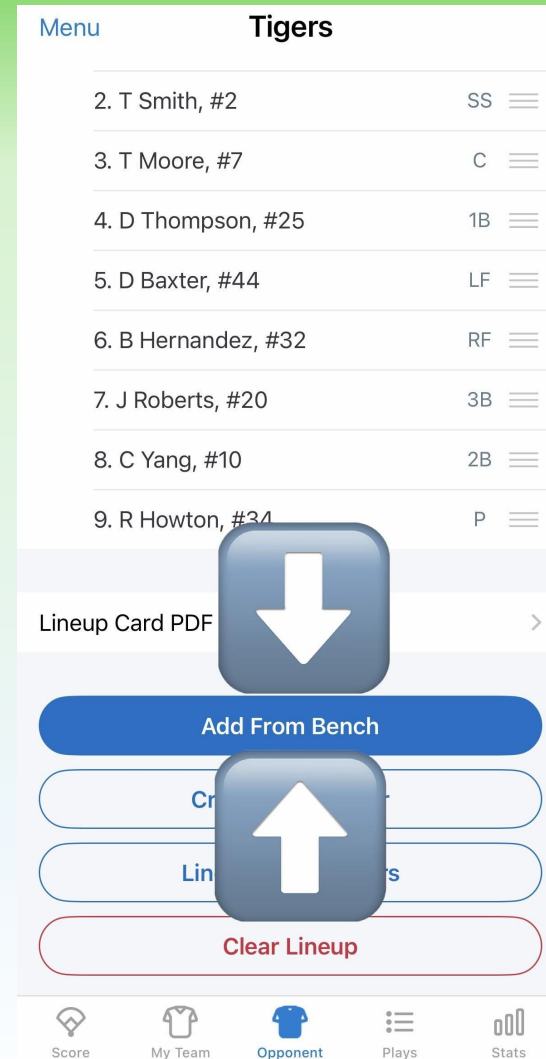 Menu Tigers
2. T Smith, #2 SS
3. T Moore, #7 C
4. D Thompson, #25 1B
5. D Baxter, #44 LF
6. B Hernandez, #32 RF
7. J Roberts, #20 3B
8. C Yang, #10 2B
9. R Howton, #34 P
Lineup Card PDF
Add From Bench
Clear Lineup
Score My Team Opponent Plays Stats